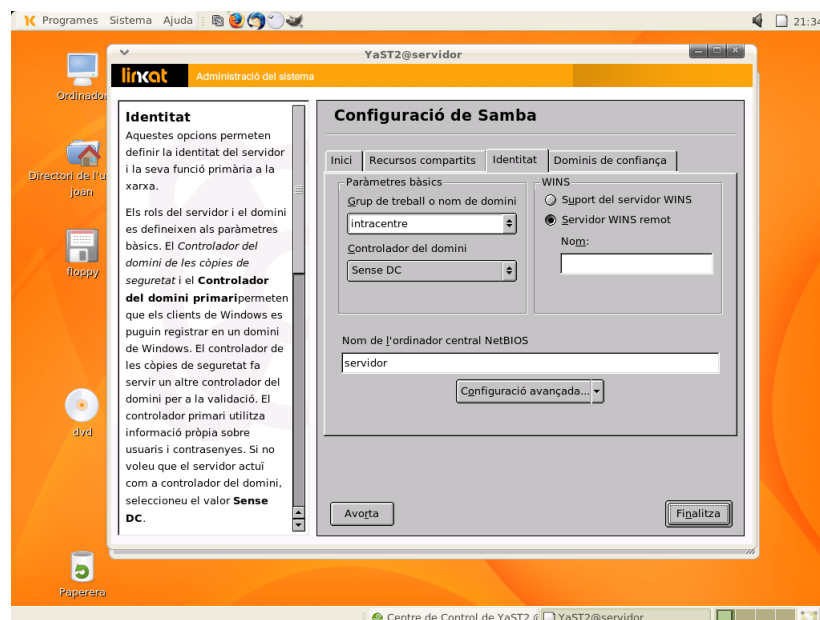 Programes Sistema Ajuda
21:34
YaST2@servidor
linkat Administració del sistema
Ordinador
Directori de l'u
joan
floppy
dvd
Paperera
Identitat
Aquestes opcions permeten
definir la identitat del servidor
i la seva funció primària a la
xarxa.
Els rols del servidor i el domini
es defineixen als paràmetres
bàsics. El Controlador del
domini de les còpies de
seguretat i el Controlador
del domini primaripermeten
que els clients de Windows es
puguin registrar en un domini
de Windows. El controlador de
les còpies de seguretat fa
servir un altre controlador del
domini per a la validació. El
controlador primari utilitza
informació pròpia sobre
usuaris i contrasenyes. Si no
voleu que el servidor actuï
com a controlador del domini,
seleccioneu el valor Sense
DC.
Configuració de Samba
Inici Recursos compartits Identitat Dominis de confiança
Paràmetres bàsics
Grup de treball o nom de domini
intracentre
Controlador del domini
Sense DC
WINS
Suport del servidor WINS
Servidor WINS remot
Nom:
Nom de l'ordinador central NetBIOS
servidor
Configuració avançada...
Avorta
Finalitza
Centre de Control de YaST2
YaST2@servidor